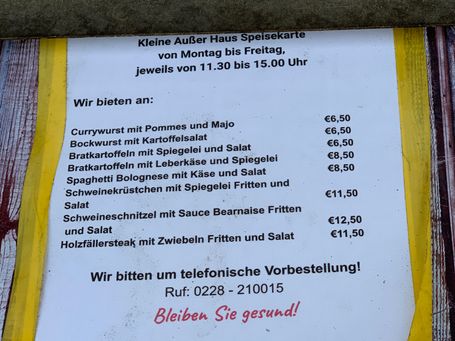 Kleine Außer Haus Speisekarte
von Montag bis Freitag,
jeweils von 11.30 bis 15.00 Uhr
Wir bieten an:
Currywurst mit Pommes und Majo €6,50
Bockwurst mit Kartoffelsalat €6,50
Bratkartoffeln mit Spiegelei und Salat €6,50
Bratkartoffeln mit Leberkäse und Spiegelei €8,50
Spaghetti Bolognese mit Käse und Salat €8,50
Schweinekrüstchen mit Spiegelei Fritten und
Salat €11,50
Schweineschnitzel mit Sauce Bearnaise Fritten
und Salat €12,50
Holzfällersteak mit Zwiebeln Fritten und Salat €11,50
Wir bitten um telefonische Vorbestellung!
Ruf: 0228 - 210015
Bleiben Sie gesund!